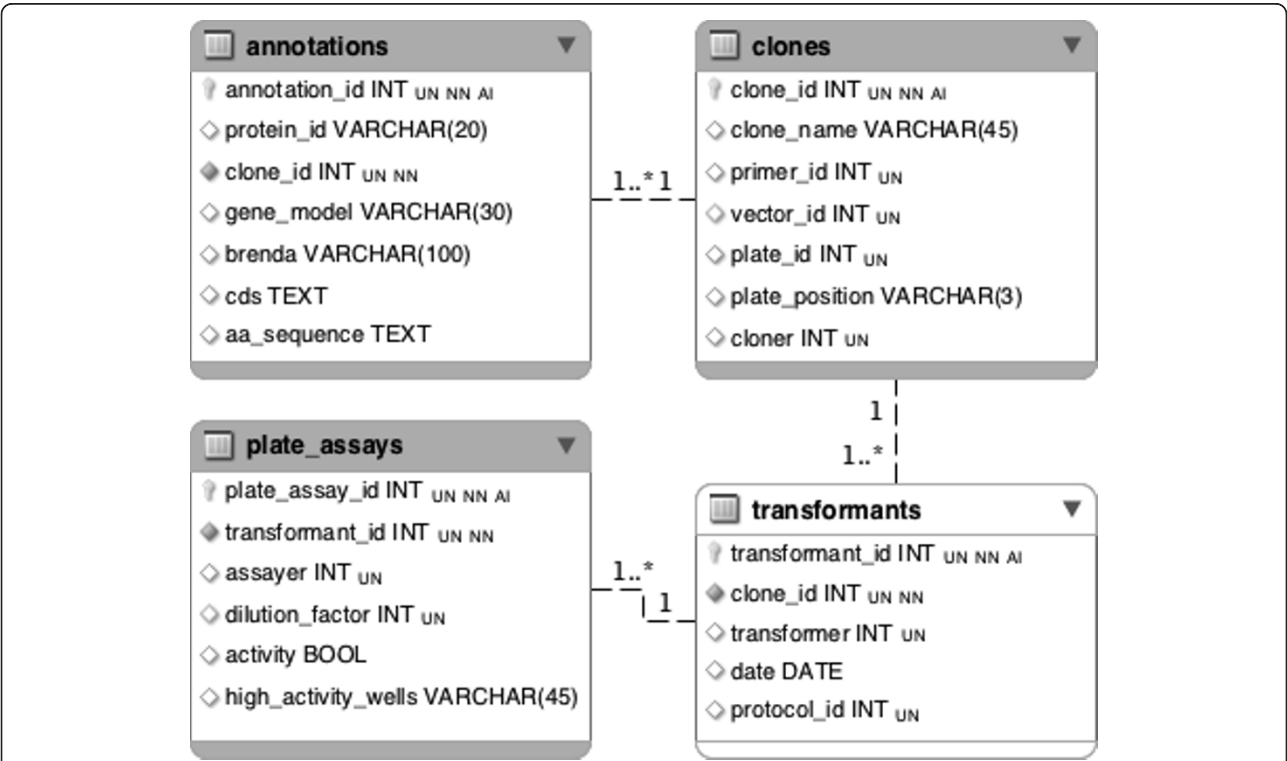 annotations
annotation_id INT UN NN AI
protein_id VARCHAR(20)
clone_id INT UN NN
gene_model VARCHAR(30)
brenda VARCHAR(100)
cds TEXT
aa_sequence TEXT
1..* 1
clones
clone_id INT UN NN AI
clone_name VARCHAR(45)
primer_id INT UN
vector_id INT UN
plate_id INT UN
plate_position VARCHAR(3)
cloner INT UN
1
1..*
plate_assays
plate_assay_id INT UN NN AI
transformant_id INT UN NN
assayer INT UN
dilution_factor INT UN
activity BOOL
high_activity_wells VARCHAR(45)
1..*
1
transformants
transformant_id INT UN NN AI
clone_id INT UN NN
transformer INT UN
date DATE
protocol_id INT UN